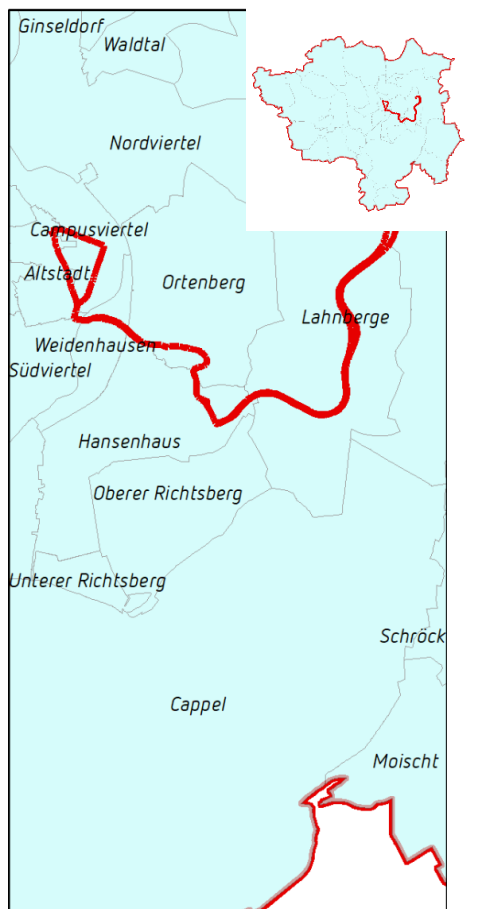 Ginseldorf
Waldtal
Nordviertel
Campusviertel
Altstadt
Ortenberg
Lahnberge
Weidenhausen
Südviertel
Hansenhaus
Oberer Richtsberg
Unterer Richtsberg
Schröck
Cappel
Moischt